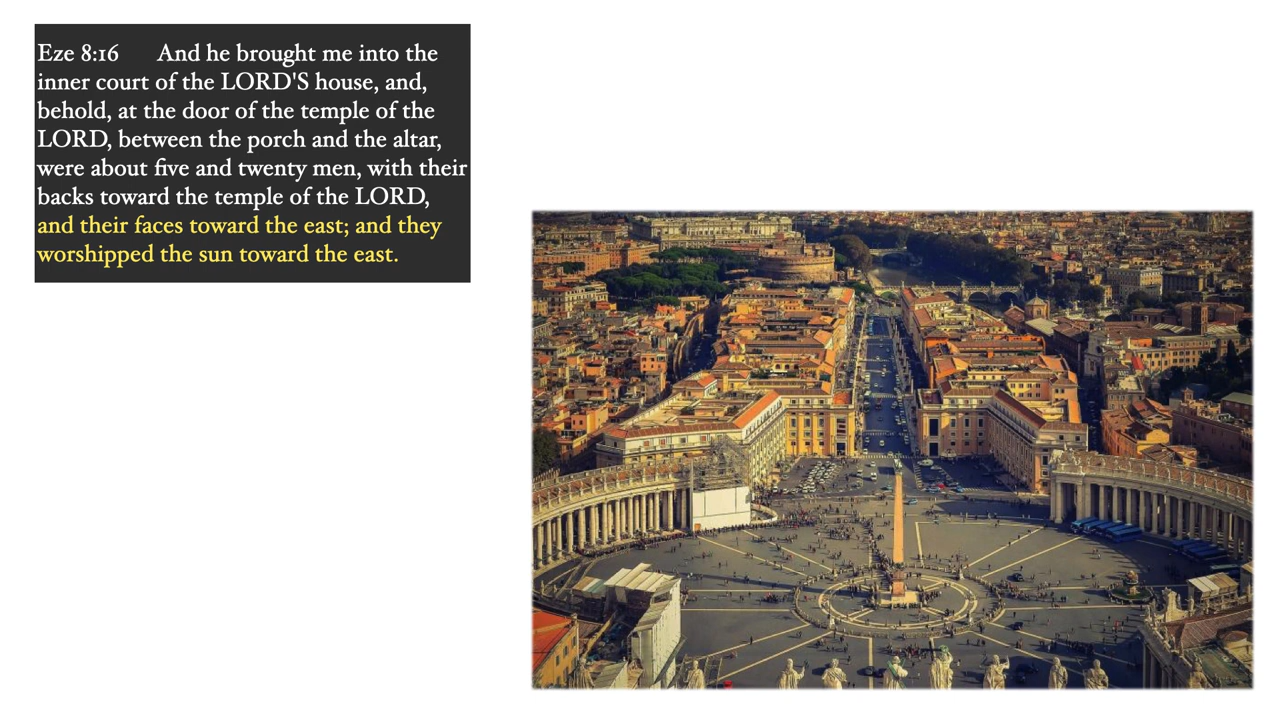 Eze 8:16 And he brought me into the
inner court of the LORD'S house, and,
behold, at the door of the temple of the
LORD, between the porch and the altar,
were about five and twenty men, with their
backs toward the temple of the LORD,
and their faces toward the east; and they
worshipped the sun toward the east.